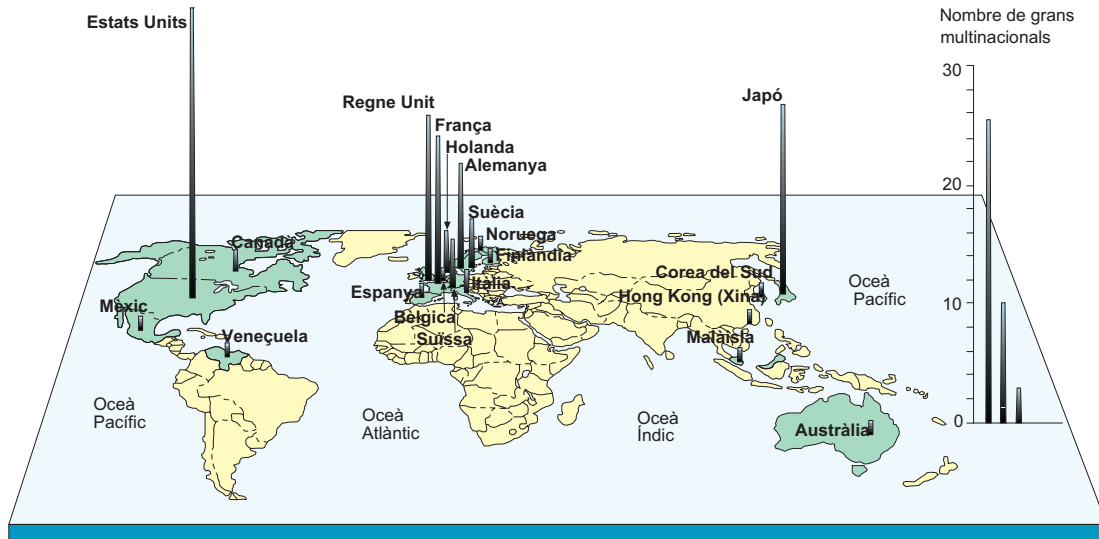 Nombre de grans
multinacionals
30
20
10
0
Estats Units
Regne Unit
França
Holanda
Alemanya
Japó
Suècia
Noruega
Finlàndia
Canadà
Itàlia
Corea del Sud
Hong Kong (Xina)
Espanya
Bèlgica
Suïssa
Mèxic
Veneçuela
Malàisia
Austràlia
Oceà
Pacífic
Oceà
Pacífic
Oceà
Atlàntic
Oceà
Índic